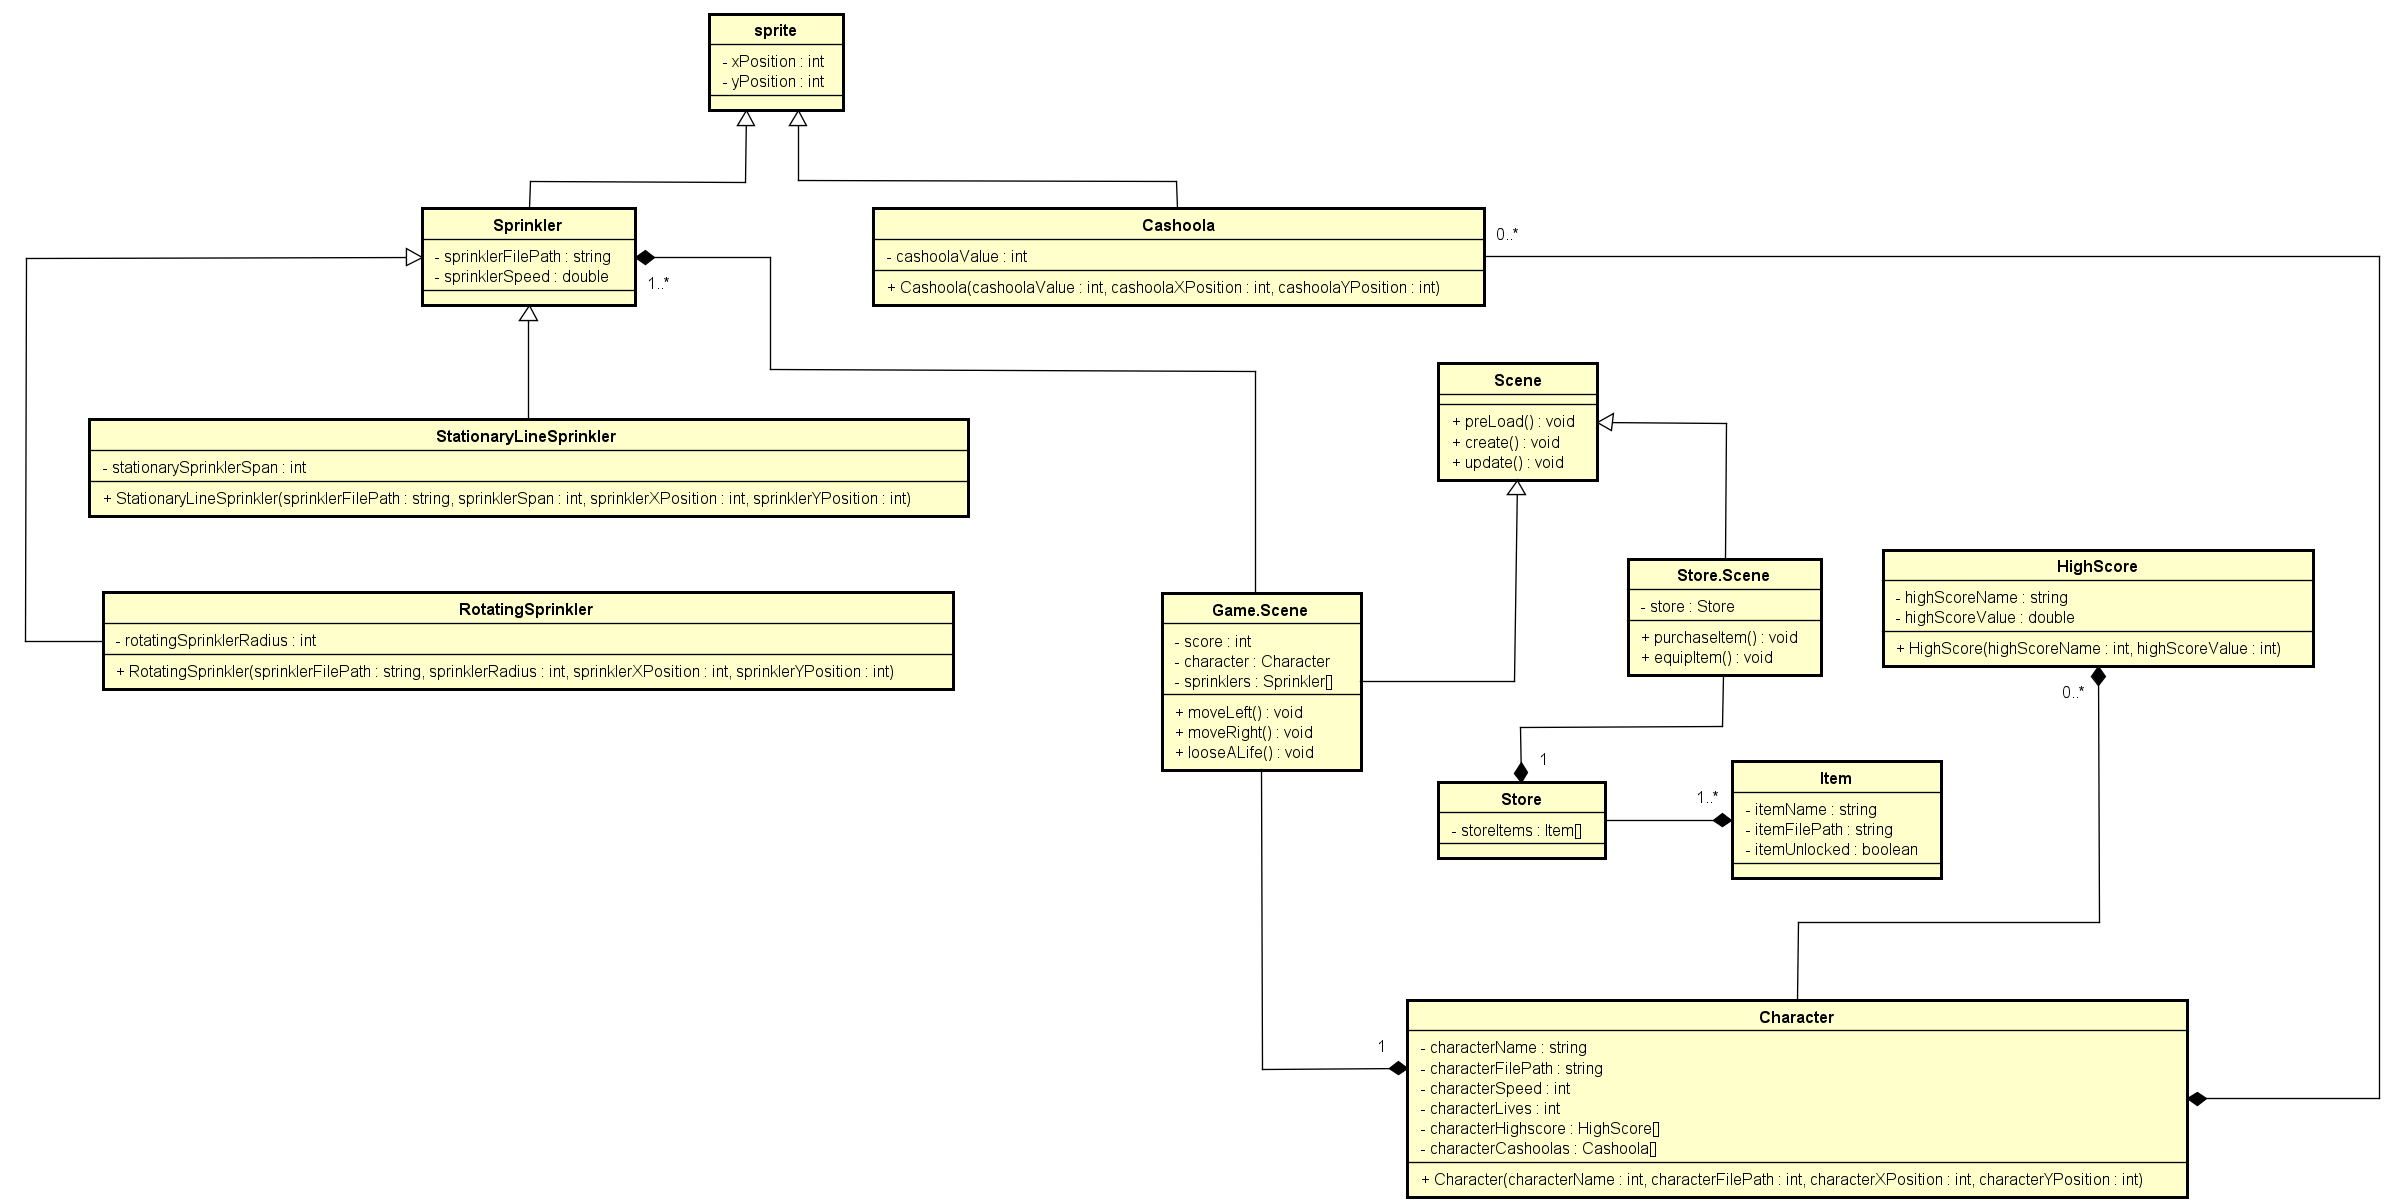 sprite
- xPosition : int
- yPosition : int
Sprinkler
- sprinklerFilePath : string
- sprinklerSpeed : double
1..*
Cashoola
- cashoolaValue : int
+ Cashoola(cashoolaValue : int, cashoolaXPosition : int, cashoolaYPosition : int)
0..*
Scene
+ preLoad() : void
+ create() : void
+ update() : void
StationaryLineSprinkler
- stationarySprinklerSpan : int
+ StationaryLineSprinkler(sprinklerFilePath : string, sprinklerSpan : int, sprinklerXPosition : int, sprinklerYPosition : int)
RotatingSprinkler
- rotatingSprinklerRadius : int
+ RotatingSprinkler(sprinklerFilePath : string, sprinklerRadius : int, sprinklerXPosition : int, sprinklerYPosition : int)
Game.Scene
- score : int
- character : Character
- sprinklers : Sprinkler[]
+ moveLeft() : void
+ moveRight() : void
+ looseALife() : void
Store.Scene
- store : Store
+ purchaseItem() : void
+ equipItem() : void
HighScore
- highScoreName : string
- highScoreValue : double
+ HighScore(highScoreName : int, highScoreValue : int)
0..*
1
Store
- storeItems : Item[]
1..*
Item
- itemName : string
- itemFilePath : string
- itemUnlocked : boolean
1
Character
- characterName : string
- characterFilePath : string
- characterSpeed : int
- characterLives : int
- characterHighscore : HighScore[]
- characterCashoolas : Cashoola[]
+ Character(characterName : int, characterFilePath : int, characterXPosition : int, characterYPosition : int)